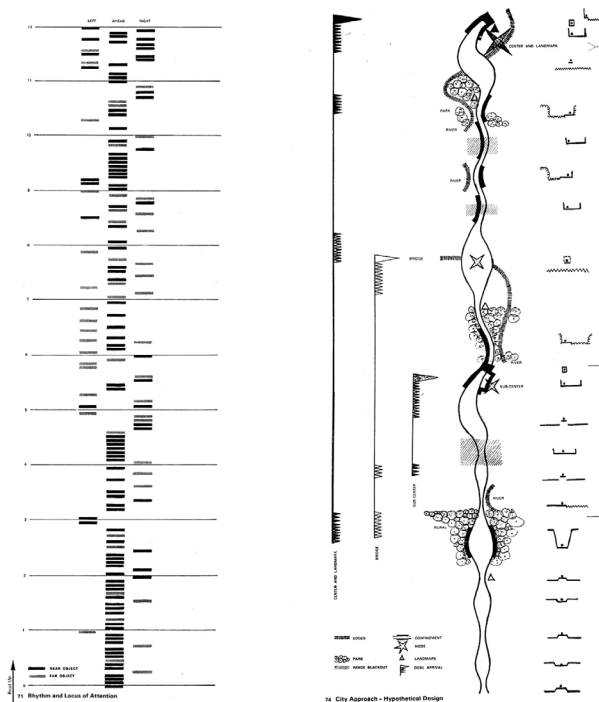 LEFT AHEAD RIGHT
12
11
10
9
8
7
6
5
4
3
2
1
0
NEAR OBJECT
FAR OBJECT
Read Up
71 Rhythm and Locus of Attention
CENTER AND LANDMARK
PARK
RIVER
RIVER
BRIDGE
RIVER
SUB-CENTER
RIVER
RURAL
CENTER AND LANDMARK
BRIDGE
SUB-CENTER
EDGES
CONFINEMENT
NODE
PARK
LANDMARK
RANGE BLACKOUT
GOAL ARRIVAL
74 City Approach - Hypothetical Design